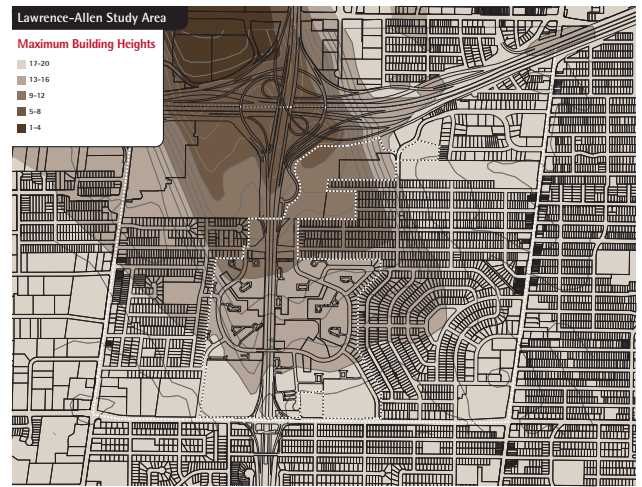 Lawrence-Allen Study Area
Maximum Building Heights
17-20
13-16
9-12
5-8
1-4